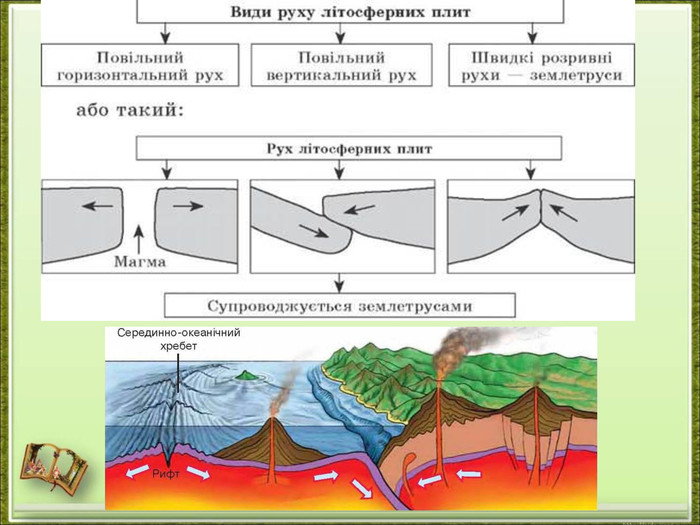 Види руху літосферних плит
Повільний
горизонтальний рух
Повільний
вертикальний рух
Швидкі розривні
рухи — землетруси
або такий:
Рух літосферних плит
Магма
Супроводжується землетрусами
Серединно-океанічний
хребет
Рифт